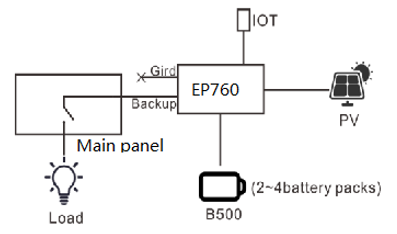 IOT
Gird
EP760
Backup
PV
Main panel
(2~4battery packs)
Load
B500